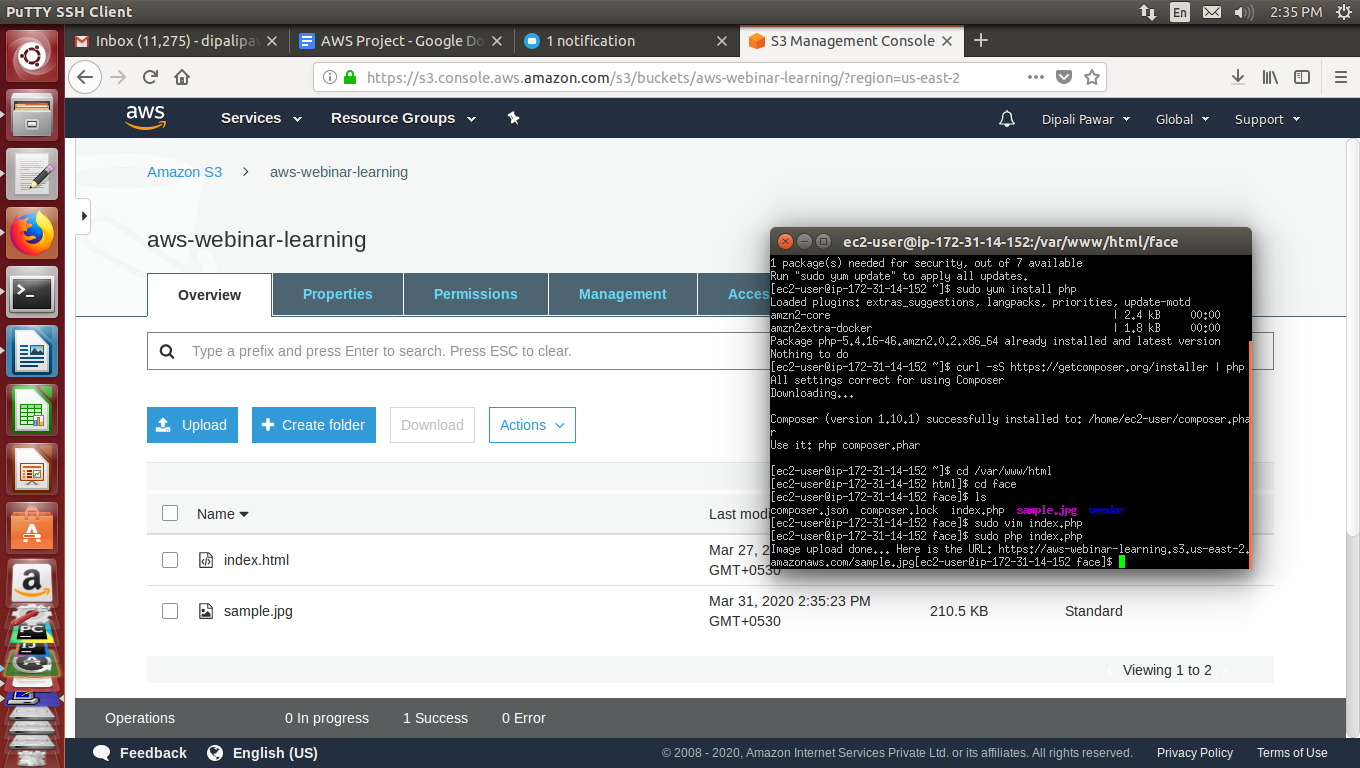 PuTTY SSH Client
En
2:35 PM
Inbox (11,275) - dipalipaw
AWS Project - Google Do
1 notification
S3 Management Console
https://s3.console.aws.amazon.com/s3/buckets/aws-webinar-learning/?region=us-east-2
aws
Services
Resource Groups
Dipali Pawar
Global
Support
Amazon S3 > aws-webinar-learning
aws-webinar-learning
Overview
Properties
Permissions
Management
Acces
Type a prefix and press Enter to search. Press ESC to clear.
Upload
Create folder
Download
Actions
Name
Last modi
index.html
Mar 27, 2
GMT+0530
sample.jpg
Mar 31, 2020 2:35:23 PM
GMT+0530
210.5 KB
Standard
Viewing 1 to 2
ec2-user@ip-172-31-14-152:/var/www/html/face
1 package(s) needed for security, out of 7 available
Run "sudo yum update" to apply all updates.
[ec2-user@ip-172-31-14-152 ~]$ sudo yum install php
Loaded plugins: extras_suggestions, langpacks, priorities, update-motd
amzn2-core | 2.4 kB 00:00
amzn2extra-docker | 1.8 kB 00:00
Package php-5.4.16-46.amzn2.0.2.x86_64 already installed and latest version
Nothing to do
[ec2-user@ip-172-31-14-152 ~]$ curl -sS https://getcomposer.org/installer | php
All settings correct for using Composer
Downloading...
Composer (version 1.10.1) successfully installed to: /home/ec2-user/composer.pha
r
Use it: php composer.phar
[ec2-user@ip-172-31-14-152 ~]$ cd /var/www/html
[ec2-user@ip-172-31-14-152 html]$ cd face
[ec2-user@ip-172-31-14-152 face]$ ls
composer.json composer.lock index.php sample.jpg vendor
[ec2-user@ip-172-31-14-152 face]$ sudo vim index.php
[ec2-user@ip-172-31-14-152 face]$ sudo php index.php
Image upload done... Here is the URL: https://aws-webinar-learning.s3.us-east-2.
amazonaws.com/sample.jpg[ec2-user@ip-172-31-14-152 face]$
Operations
0 In progress
1 Success
0 Error
Feedback
English (US)
© 2008 - 2020, Amazon Internet Services Private Ltd. or its affiliates. All rights reserved.
Privacy Policy
Terms of Use
a
PC
IJ